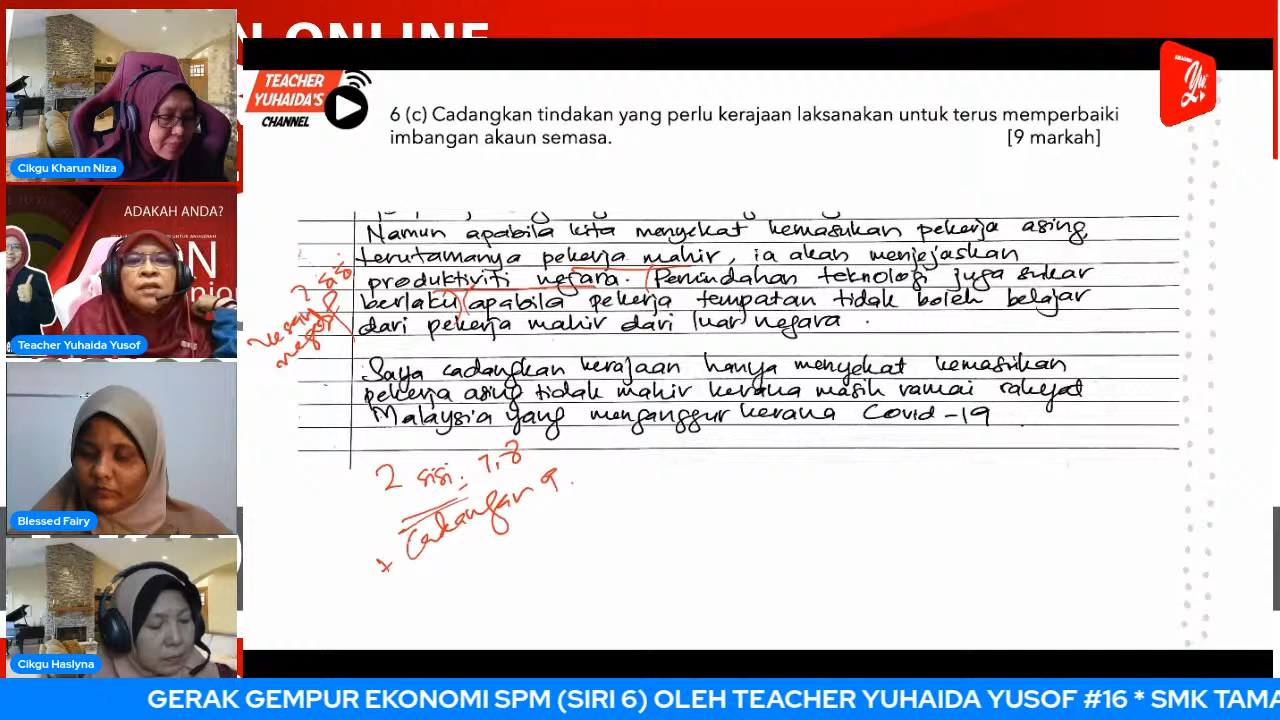 N ONLINE
TEACHER
YUHAIDA'S
CHANNEL
6 (c) Cadangkan tindakan yang perlu kerajaan laksanakan untuk terus memperbaiki
imbangan akaun semasa. [9 markah]
Cikgu Kharun Niza
ADAKAH ANDA?
Teacher Yuhaida Yusof
Blessed Fairy
Cikgu Haslyna
Namun apabila kita menyekat kemasukan pekerja asing
terutamanya pekerja mahir, ia akan menjejaskan
produktiviti negara. Pemindahan teknologi juga sukar
berlaku apabila pekerja tempatan tidak boleh belajar
dari pekerja mahir dari luar negara.
Saya cadangkan kerajaan hanya menyekat kemasukan
pekerja asing tidak mahir kerana masih ramai rakyat
Malaysia yang menganggur kerana Covid-19.
2 sisi: 7,8
GERAK GEMPUR EKONOMI SPM (SIRI 6) OLEH TEACHER YUHAIDA YUSOF #16 * SMK TAMA